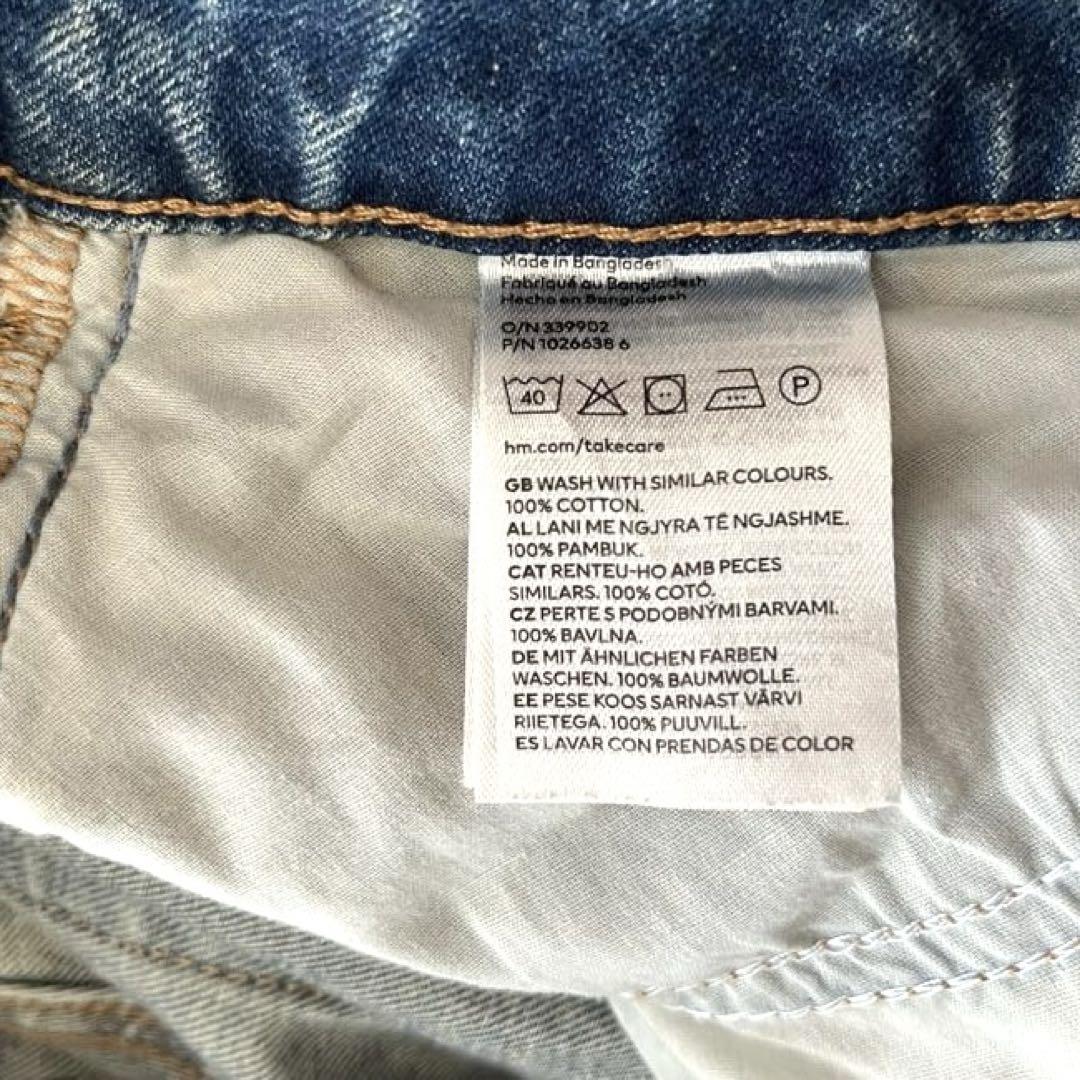 Made in Bangladesh
Fabriqué au Bangladesh
Hecho en Bangladesh
O/N 339902
P/N 1026638 6
40 P
hm.com/takecare
GB WASH WITH SIMILAR COLOURS.
100% COTTON.
AL LANI ME NGJYRA TË NGJASHME.
100% PAMBUK.
CAT RENTEU-HO AMB PECES
SIMILARS. 100% COTÓ.
CZ PERTE S PODOBNÝMI BARVAMI.
100% BAVLNA.
DE MIT ÄHNLICHEN FARBEN
WASCHEN. 100% BAUMWOLLE.
EE PESE KOOS SARNAST VÄRVI
RIIETEGA. 100% PUUVILL.
ES LAVAR CON PRENDAS DE COLOR